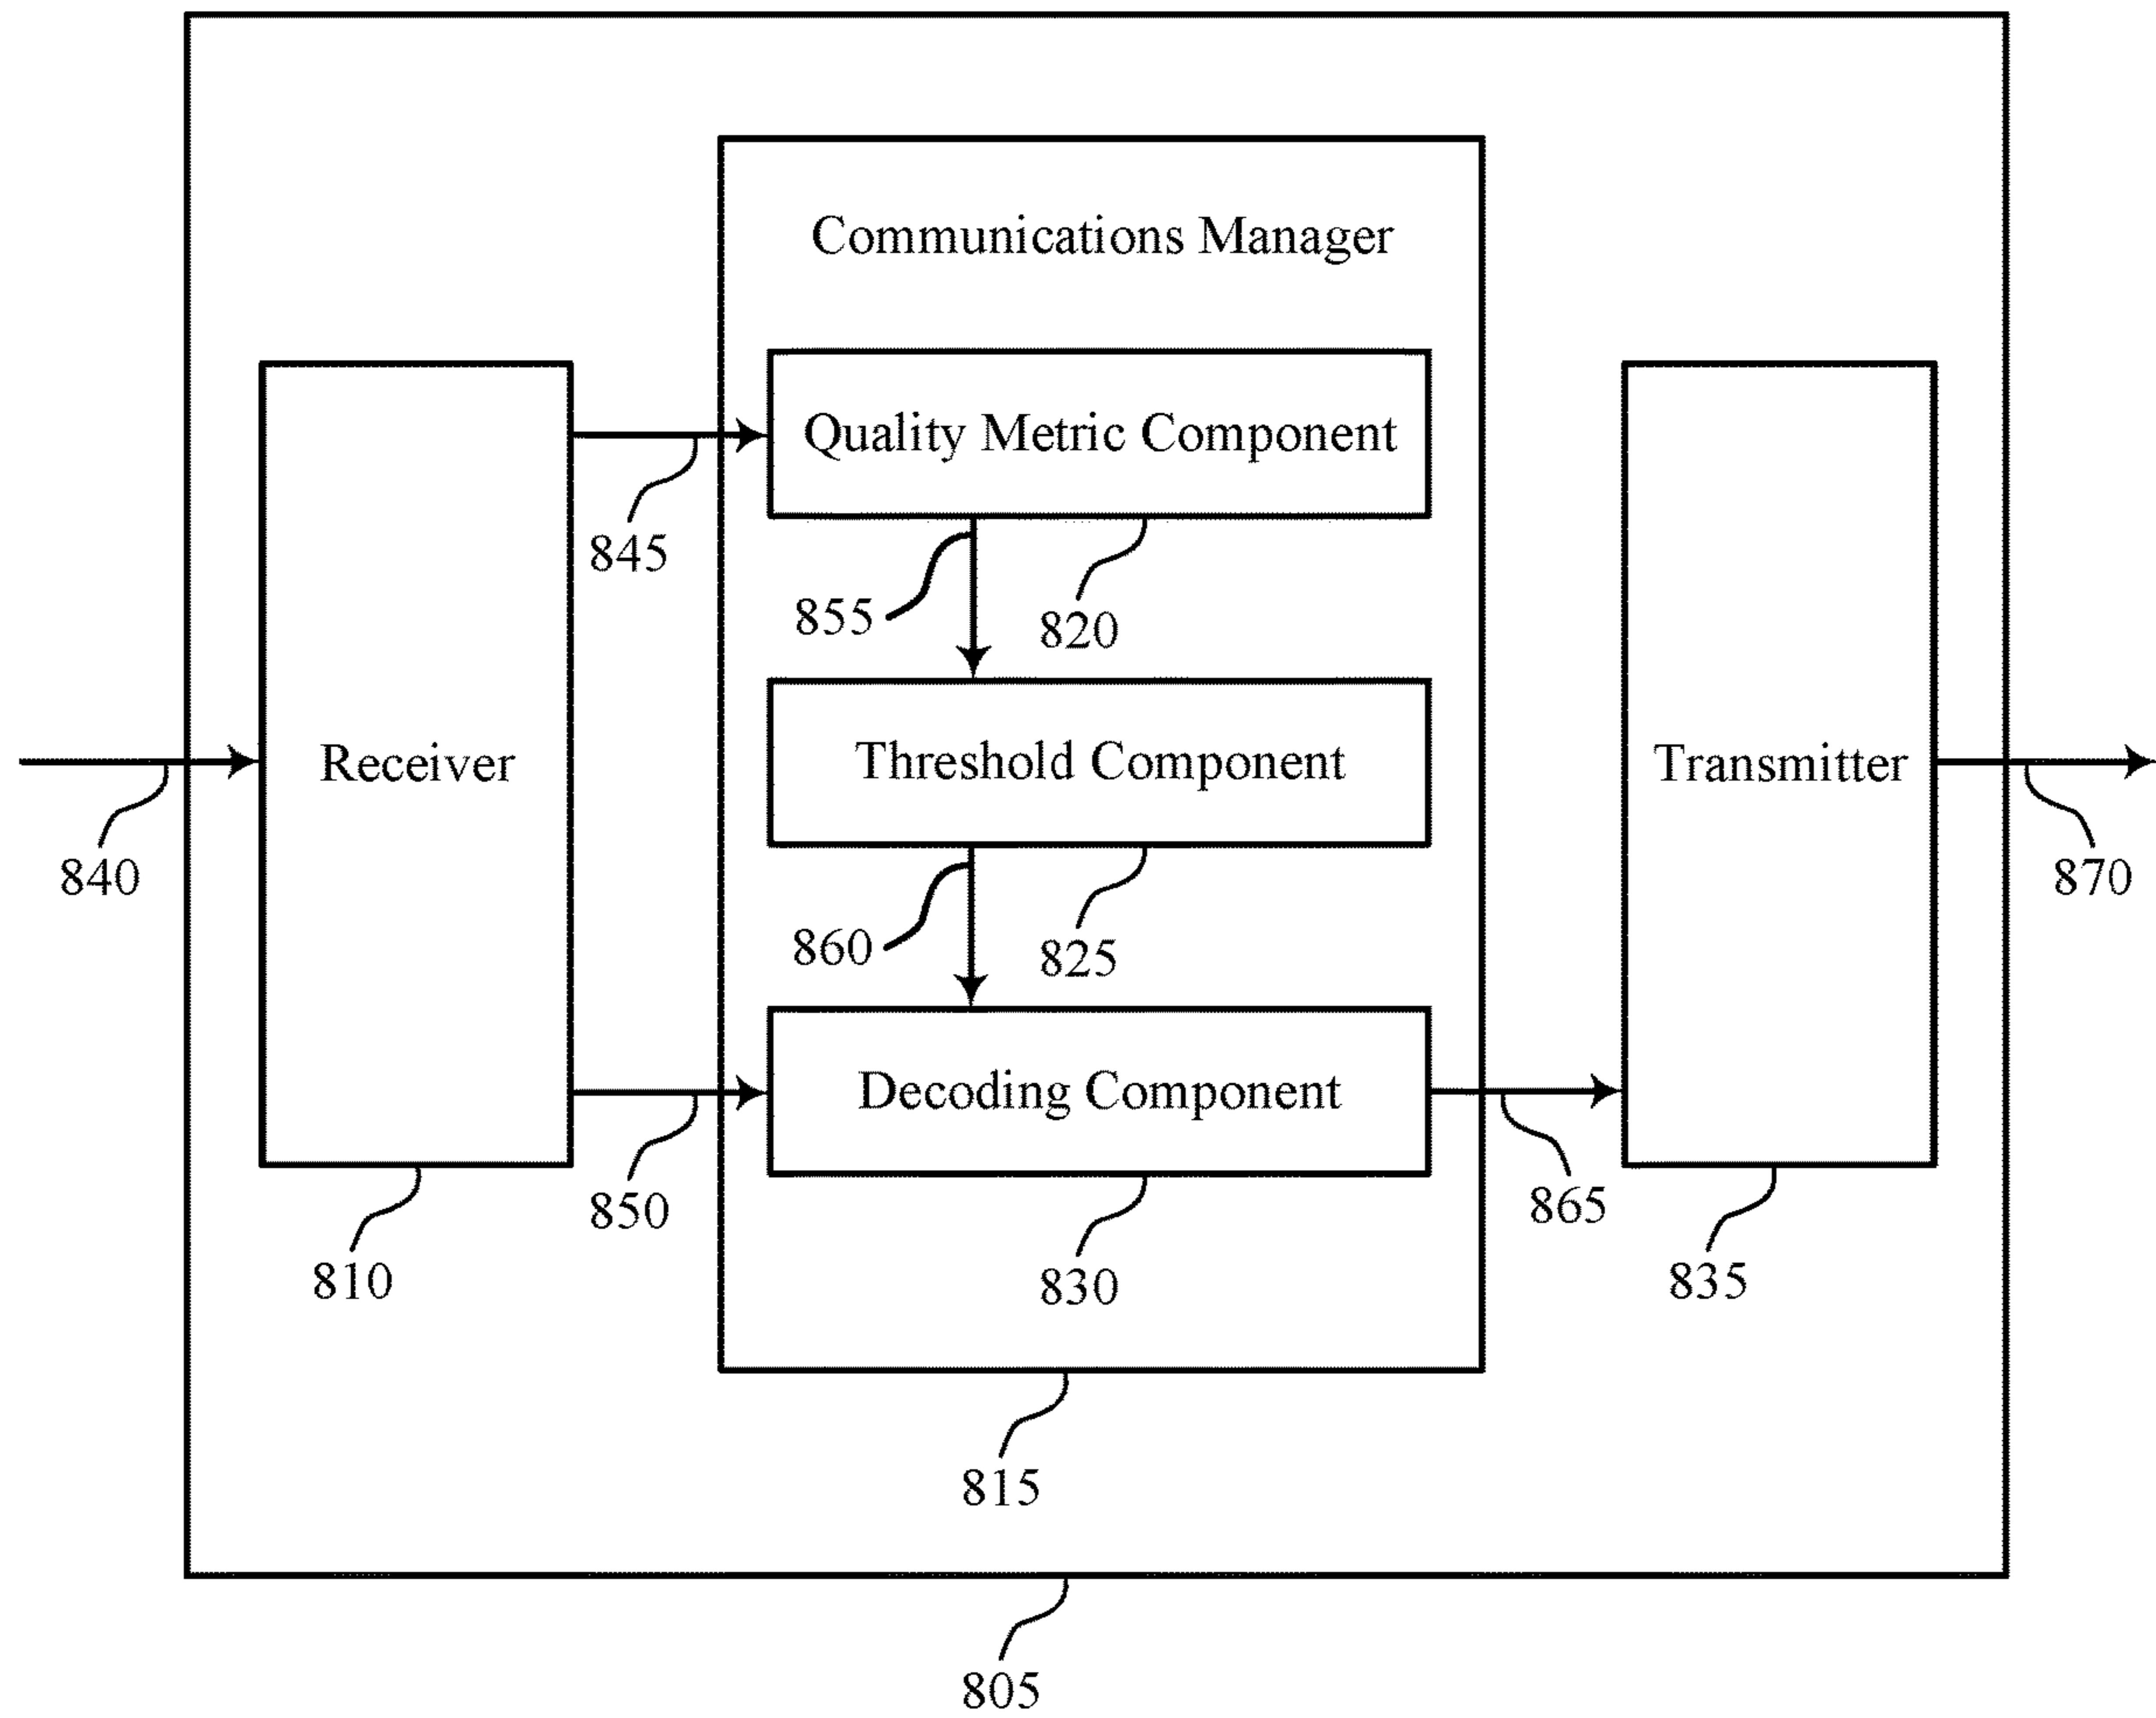 Communications Manager
Quality Metric Component
845
855
820
Receiver
Threshold Component
Transmitter
840
870
860
825
Decoding Component
850
865
810
830
835
815
805